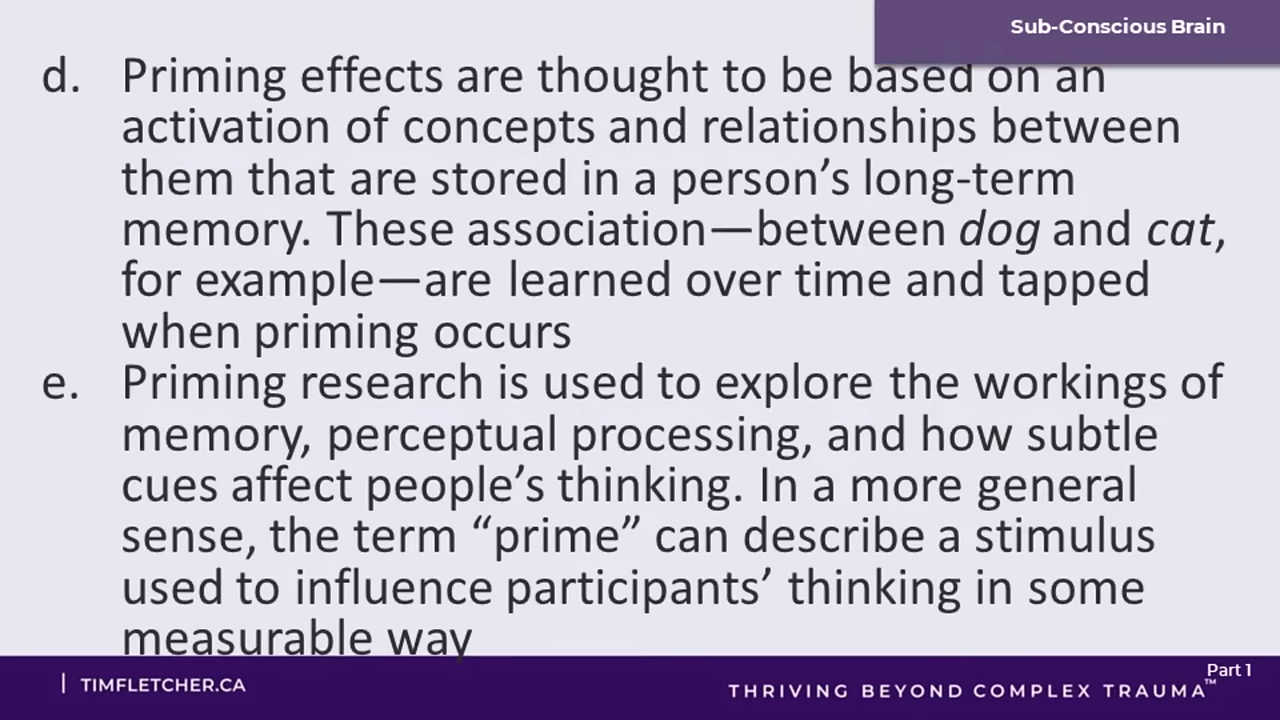 Sub-Conscious Brain
d. Priming effects are thought to be based on an
activation of concepts and relationships between
them that are stored in a person’s long-term
memory. These association—between dog and cat,
for example—are learned over time and tapped
when priming occurs
e. Priming research is used to explore the workings of
memory, perceptual processing, and how subtle
cues affect people’s thinking. In a more general
sense, the term “prime” can describe a stimulus
used to influence participants’ thinking in some
measurable way
Part 1
| TIMFLETCHER.CA
THRIVING BEYOND COMPLEX TRAUMA™